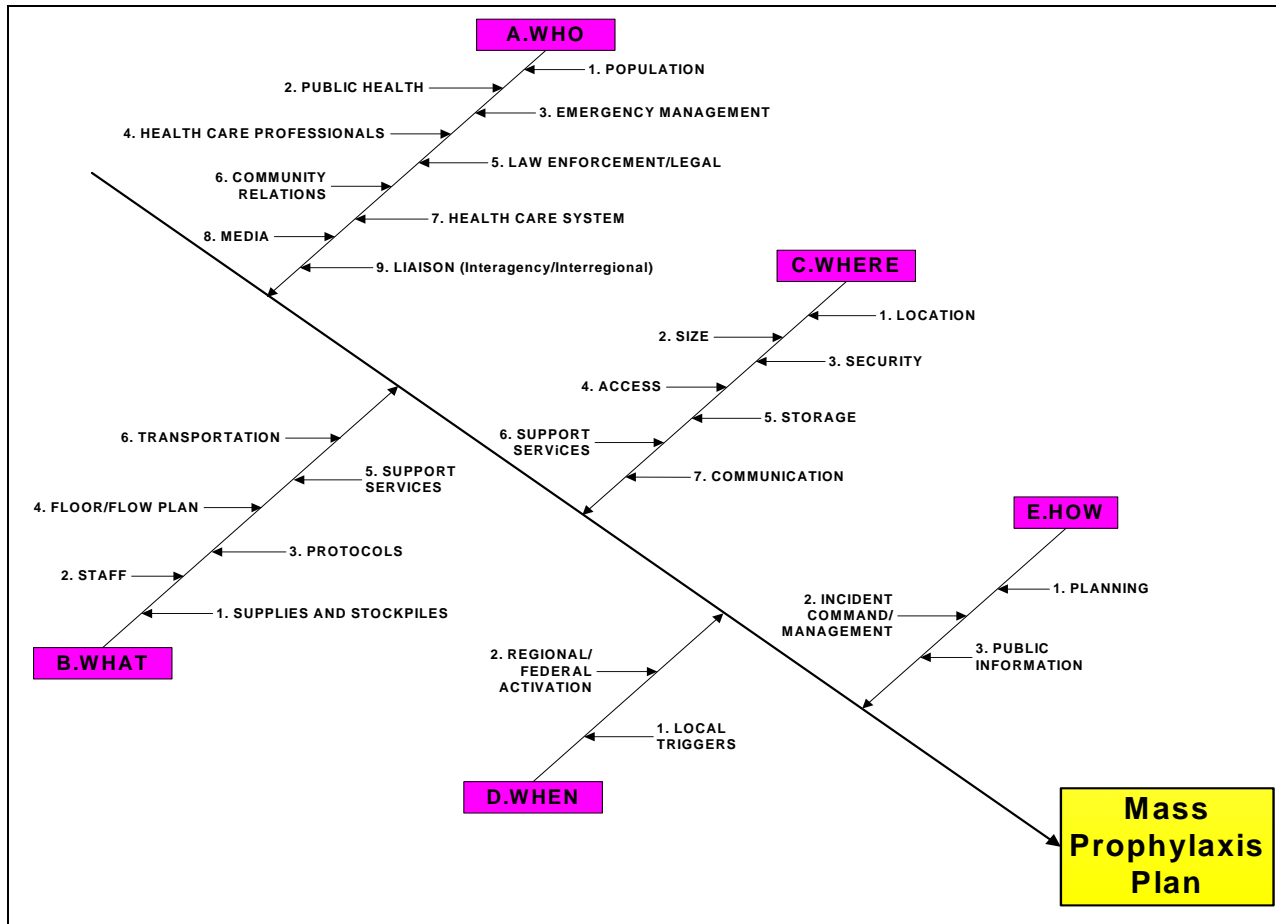 A.WHO
1. POPULATION
2. PUBLIC HEALTH
3. EMERGENCY MANAGEMENT
4. HEALTH CARE PROFESSIONALS
5. LAW ENFORCEMENT/LEGAL
6. COMMUNITY
RELATIONS
7. HEALTH CARE SYSTEM
8. MEDIA
9. LIAISON (Interagency/Interregional)
C.WHERE
1. LOCATION
2. SIZE
3. SECURITY
4. ACCESS
5. STORAGE
6. SUPPORT
SERViCES
7. COMMUNICATION
6. TRANSPORTATION
5. SUPPORT
SERVICES
4. FLOOR/FLOW PLAN
3. PROTOCOLS
2. STAFF
1. SUPPLIES AND STOCKPILES
B.WHAT
E.HOW
1. PLANNING
2. INCIDENT
COMMAND/
MANAGEMENT
3. PUBLIC
INFORMATION
2. REGIONAL/
FEDERAL
ACTIVATION
1. LOCAL
TRIGGERS
D.WHEN
Mass
Prophylaxis
Plan